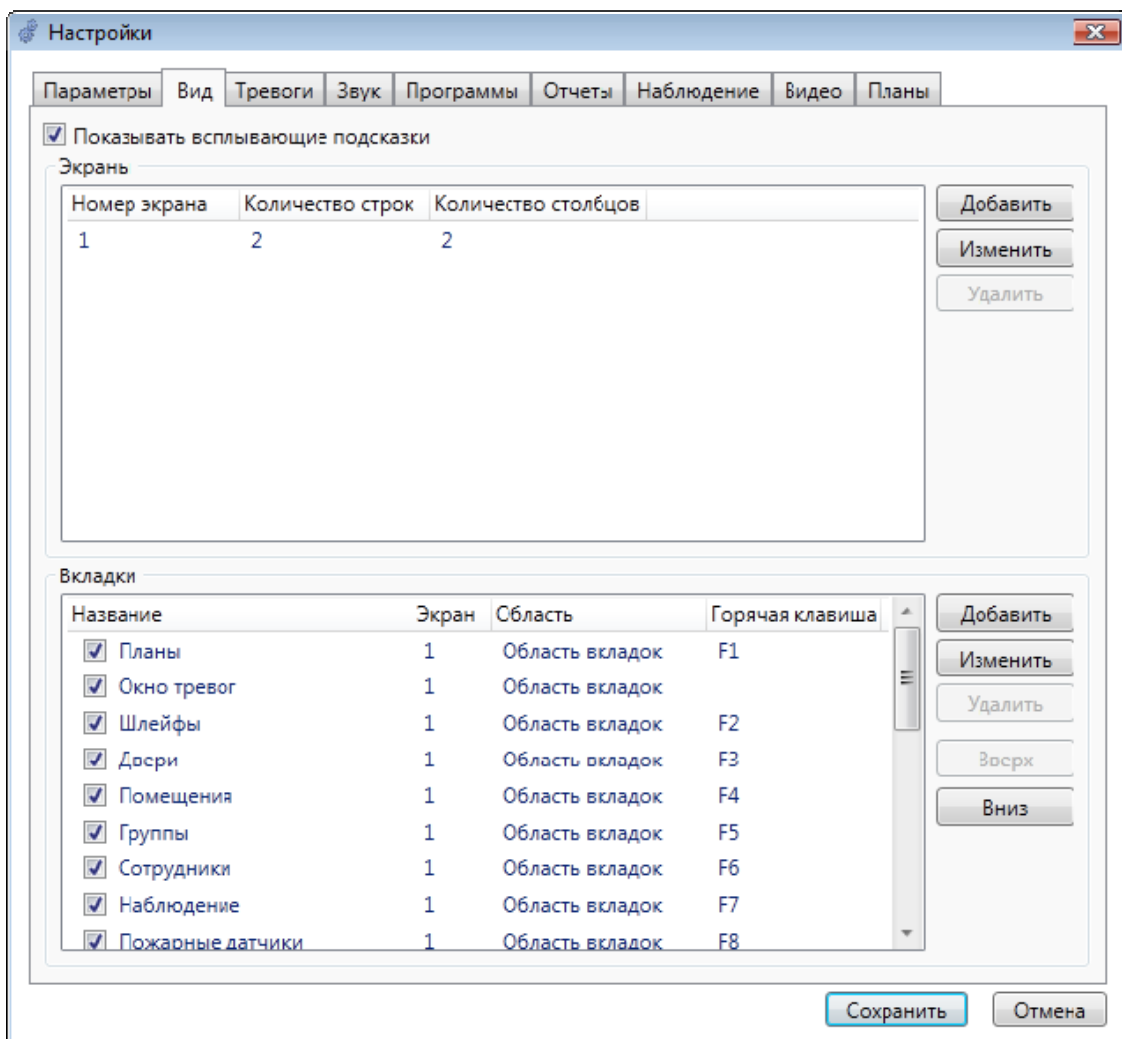 Настройки
Параметры Вид Тревоги Звук Программы Отчеты Наблюдение Видео Планы
Показывать всплывающие подсказки
Экраны
Номер экрана Количество строк Количество столбцов
1 2 2
Добавить
Изменить
Удалить
Вкладки
Название Экран Область Горячая клавиша
Планы 1 Область вкладок F1
Окно тревог 1 Область вкладок
Шлейфы 1 Область вкладок F2
Двери 1 Область вкладок F3
Помещения 1 Область вкладок F4
Группы 1 Область вкладок F5
Сотрудники 1 Область вкладок F6
Наблюдение 1 Область вкладок F7
Пожарные датчики 1 Область вкладок F8
Добавить
Изменить
Удалить
Вверх
Вниз
Сохранить Отмена